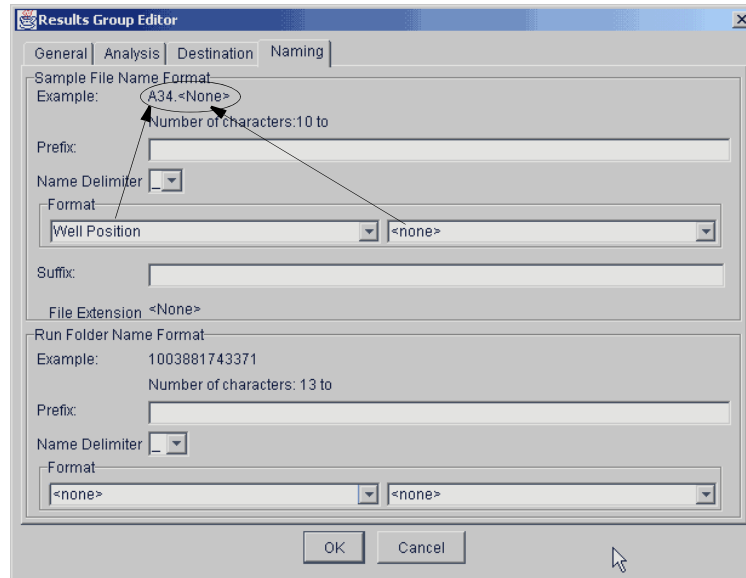 Results Group Editor
General Analysis Destination Naming
Sample File Name Format
Example: A34.<None>
Number of characters:10 to
Prefix:
Name Delimiter _
Format
Well Position <none>
Suffix:
File Extension <None>
Run Folder Name Format
Example: 1003881743371
Number of characters: 13 to
Prefix:
Name Delimiter _
Format
<none> <none>
OK Cancel